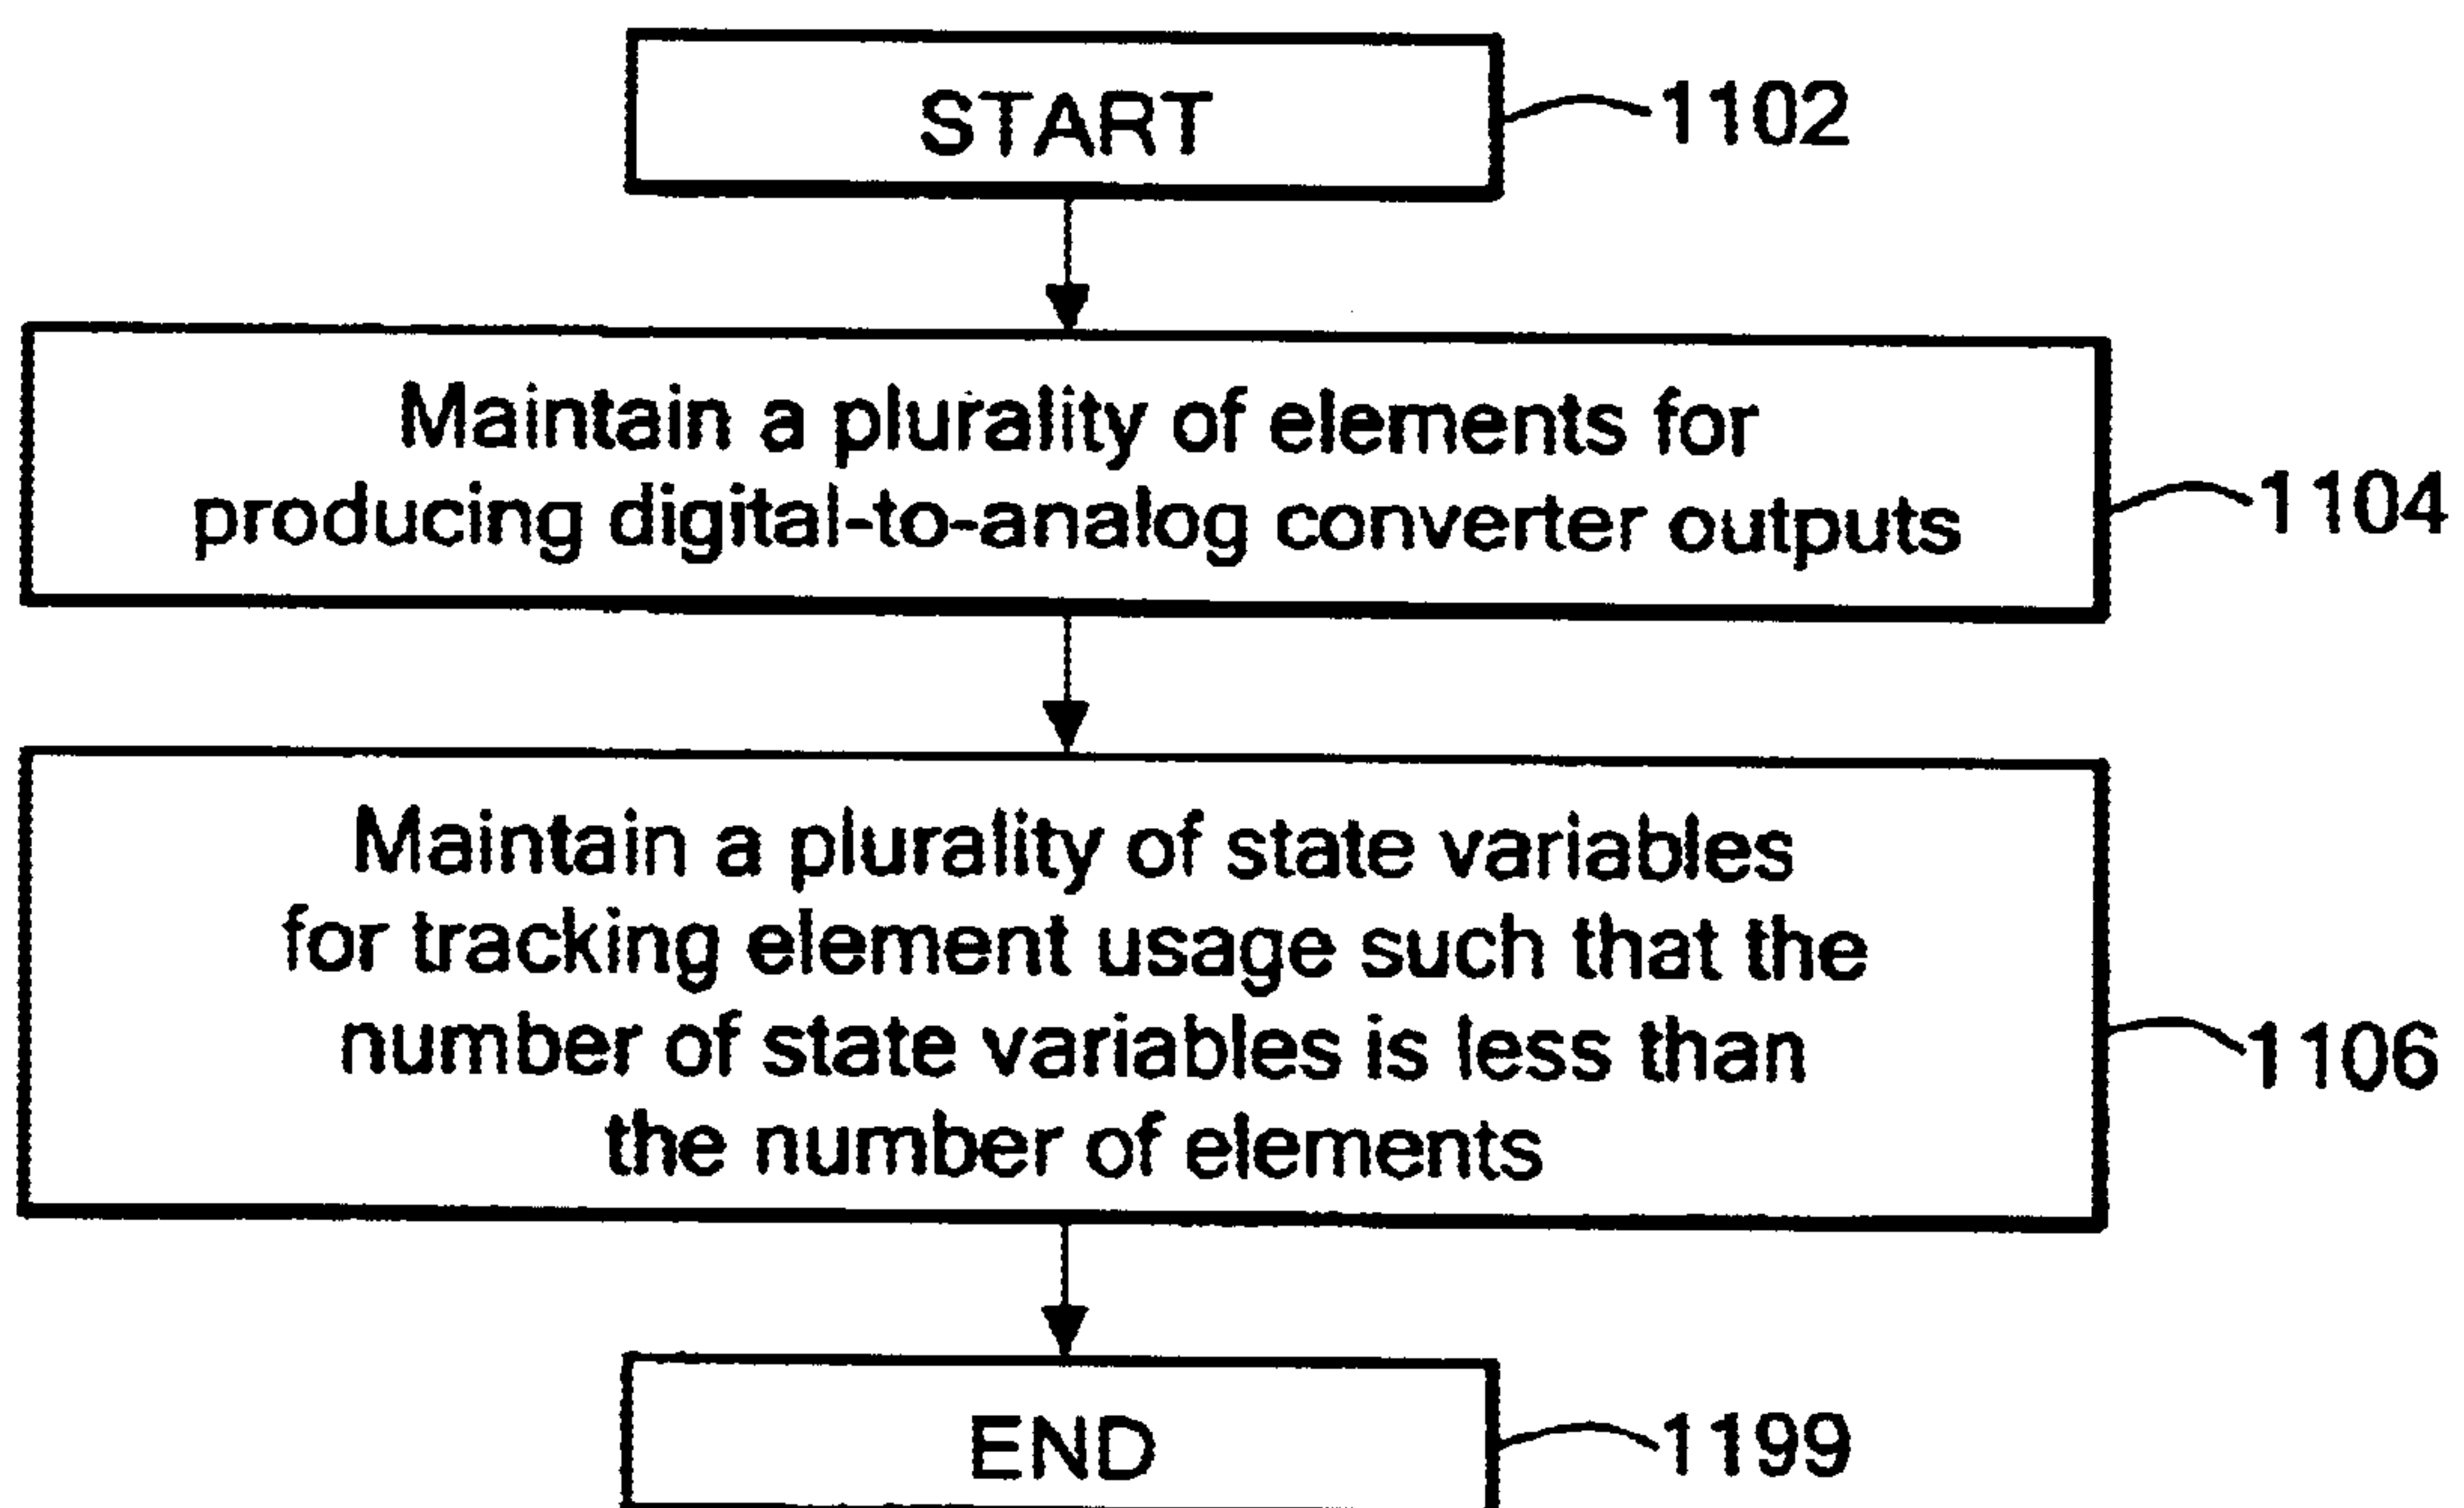 START
1102
Maintain a plurality of elements for
producing digital-to-analog converter outputs
1104
Maintain a plurality of state variables
for tracking element usage such that the
number of state variables is less than
the number of elements
1106
END
1199